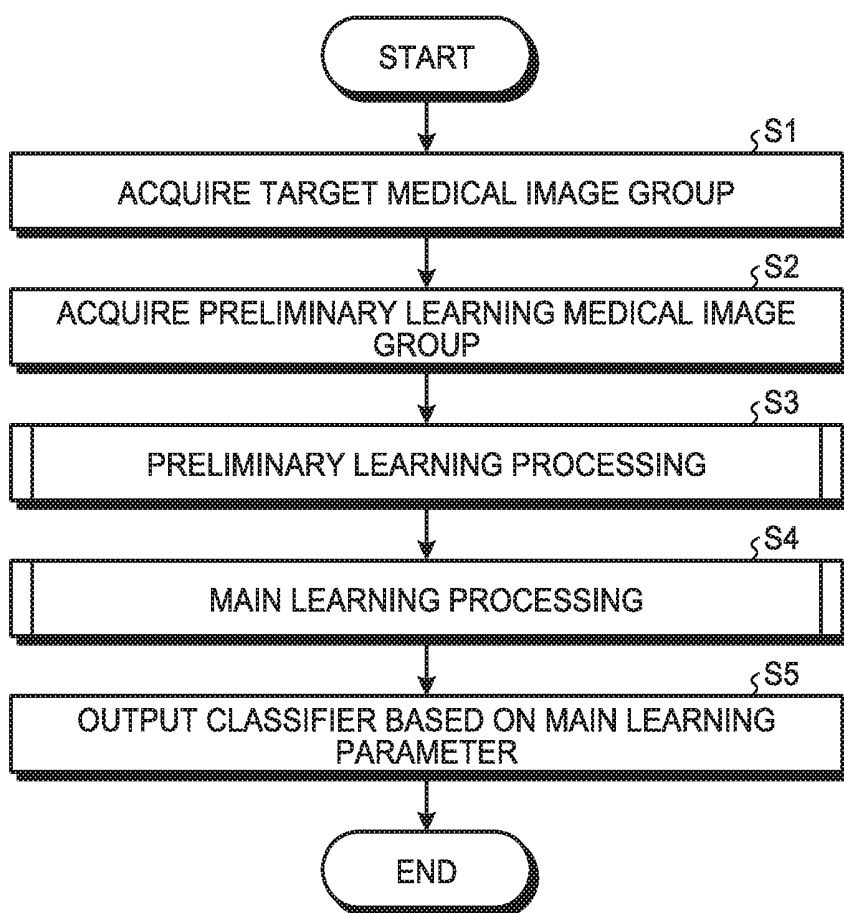 START
S1
ACQUIRE TARGET MEDICAL IMAGE GROUP
S2
ACQUIRE PRELIMINARY LEARNING MEDICAL IMAGE
GROUP
S3
PRELIMINARY LEARNING PROCESSING
S4
MAIN LEARNING PROCESSING
S5
OUTPUT CLASSIFIER BASED ON MAIN LEARNING
PARAMETER
END